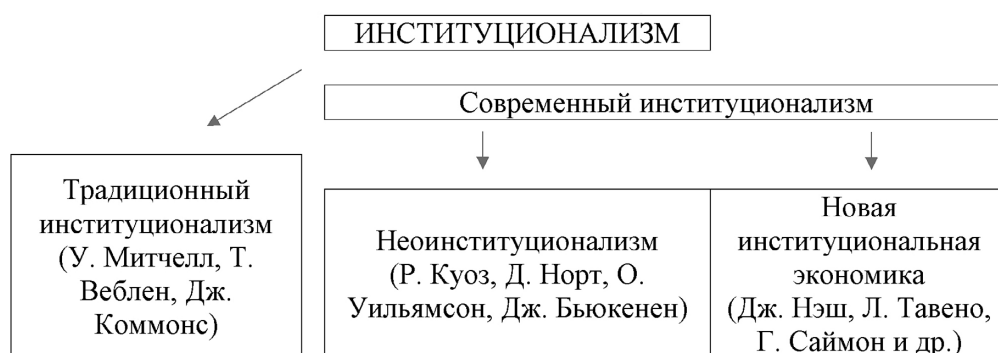 ИНСТИТУЦИОНАЛИЗМ
Современный институционализм
Традиционный
институционализм
(У. Митчелл, Т.
Веблен, Дж.
Коммонс)
Неоинституционализм
(Р. Куоз, Д. Норт, О.
Уильямсон, Дж. Бьюкенен)
Новая
институциональная
экономика
(Дж. Нэш, Л. Тавено,
Г. Саймон и др.)